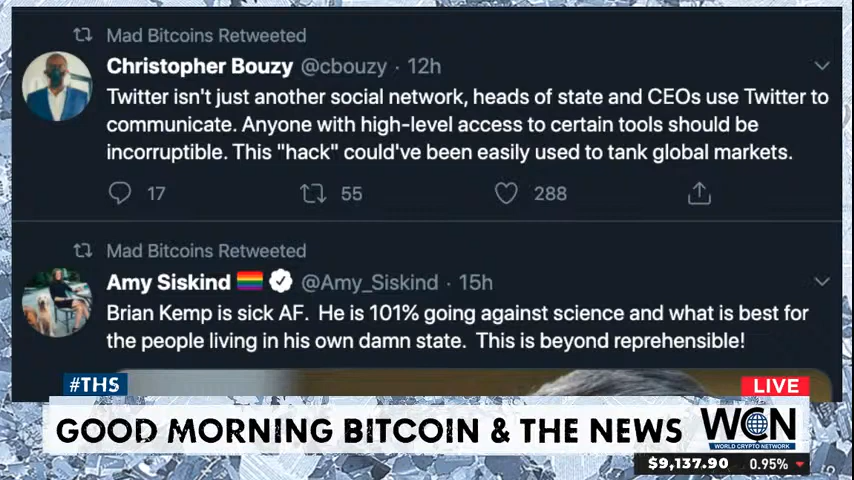 Mad Bitcoins Retweeted
Christopher Bouzy @cbouzy · 12h
Twitter isn't just another social network, heads of state and CEOs use Twitter to
communicate. Anyone with high-level access to certain tools should be
incorruptible. This "hack" could've been easily used to tank global markets.
17 55 288
Mad Bitcoins Retweeted
Amy Siskind @Amy_Siskind · 15h
Brian Kemp is sick AF. He is 101% going against science and what is best for
the people living in his own damn state. This is beyond reprehensible!
#THS
LIVE
GOOD MORNING BITCOIN & THE NEWS
WCN
WORLD CRYPTO NETWORK
$9,137.90 0.95%